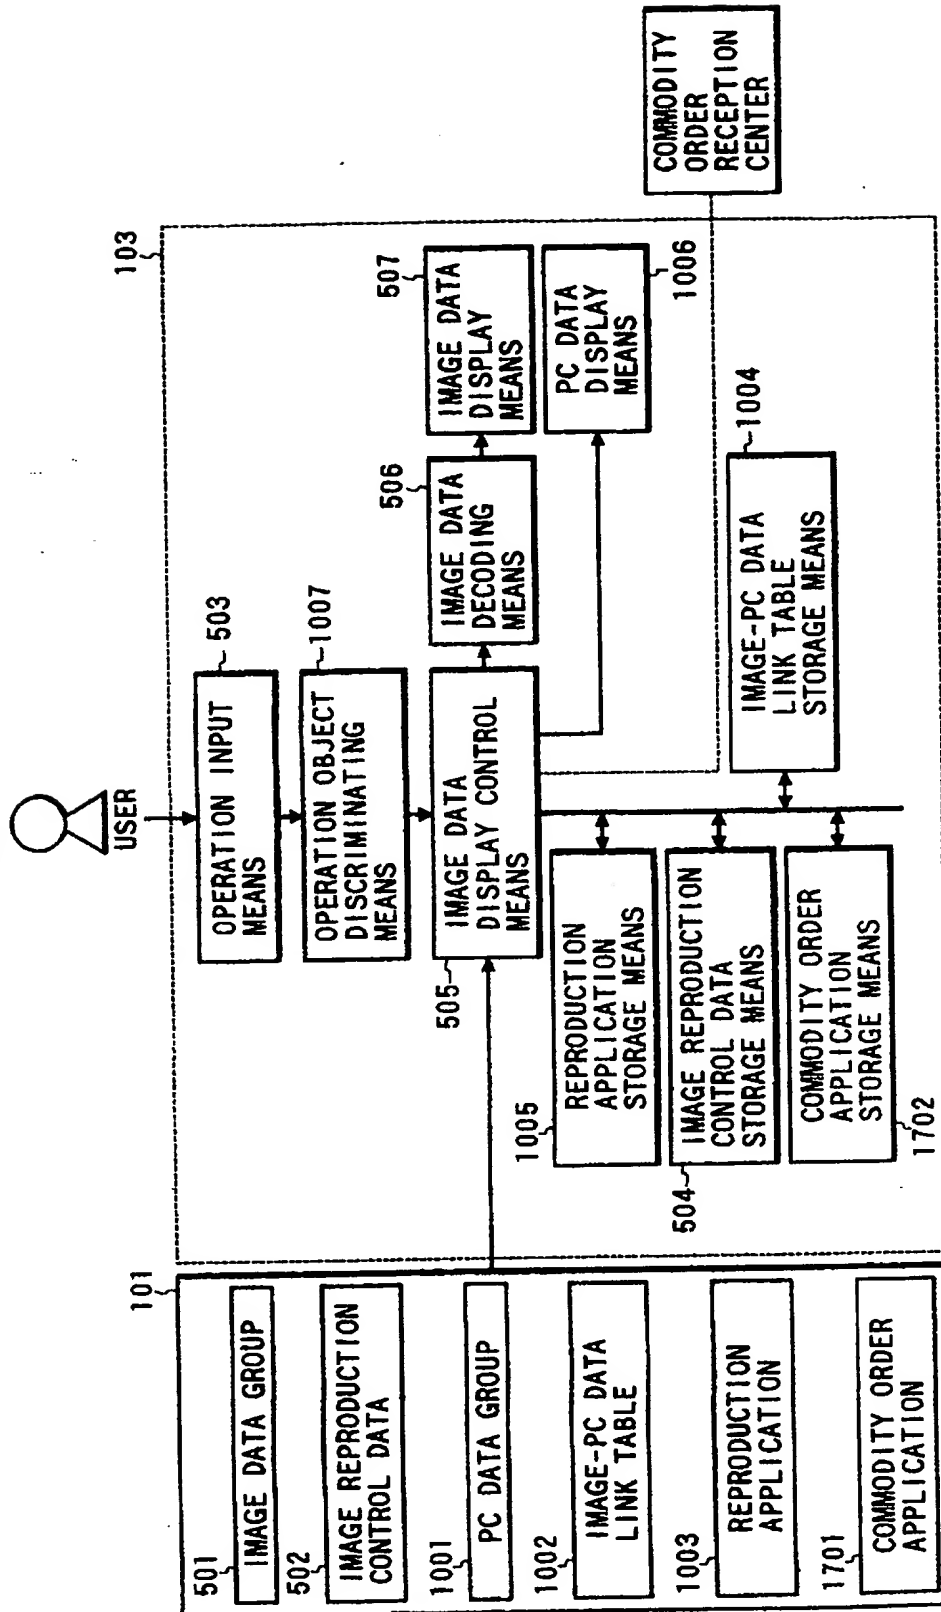 101
501
IMAGE DATA GROUP
502
IMAGE REPRODUCTION
CONTROL DATA
1001
PC DATA GROUP
1002
IMAGE-PC DATA
LINK TABLE
1003
REPRODUCTION
APPLICATION
1701
COMMODITY ORDER
APPLICATION
USER
103
OPERATION INPUT
MEANS
503
OPERATION OBJECT
DISCRIMINATING
MEANS
1007
505
IMAGE DATA
DISPLAY CONTROL
MEANS
506
IMAGE DATA
DECODING
MEANS
507
IMAGE DATA
DISPLAY
MEANS
PC DATA
DISPLAY
MEANS
1006
1005
REPRODUCTION
APPLICATION
STORAGE MEANS
504
IMAGE REPRODUCTION
CONTROL DATA
STORAGE MEANS
COMMODITY ORDER
APPLICATION
STORAGE MEANS
1702
1004
IMAGE-PC DATA
LINK TABLE
STORAGE MEANS
COMMODITY
ORDER
RECEPTION
CENTER